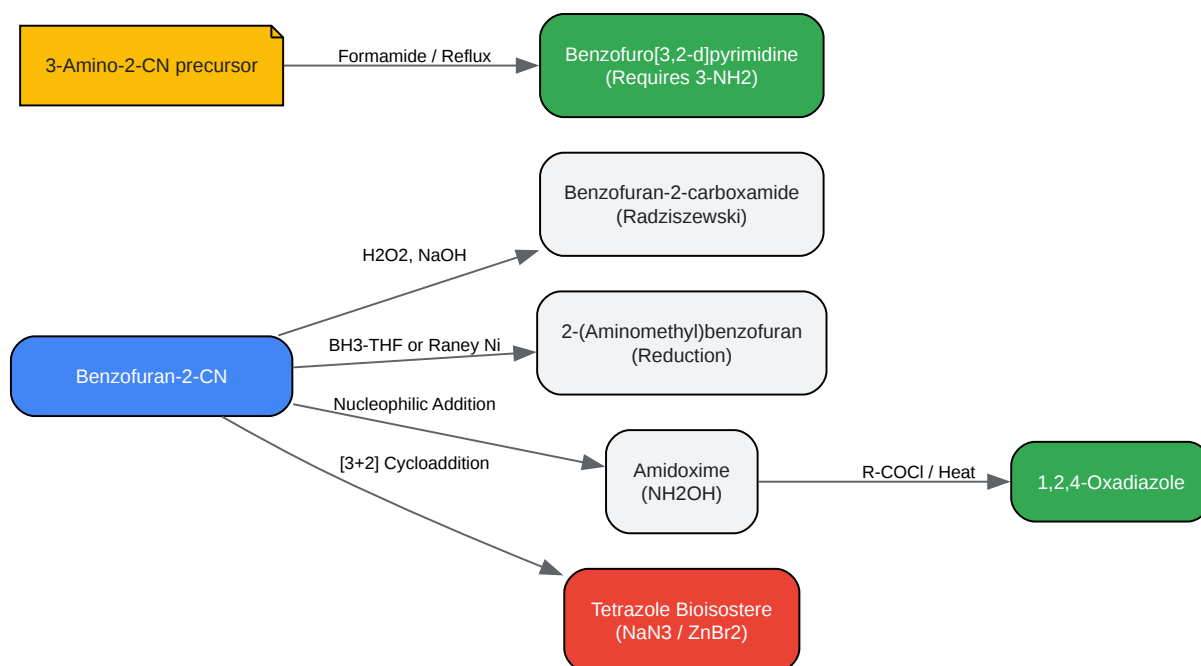 3-Amino-2-CN precursor
Formamide / Reflux
Benzofuro[3,2-d]pyrimidine
(Requires 3-NH2)
Benzofuran-2-carboxamide
(Radziszewski)
H2O2, NaOH
BH3-THF or Raney Ni
2-(Aminomethyl)benzofuran
(Reduction)
Benzofuran-2-CN
Nucleophilic Addition
[3+2] Cycloaddition
Amidoxime
(NH2OH)
R-COCl / Heat
1,2,4-Oxadiazole
Tetrazole Bioisostere
(NaN3 / ZnBr2)